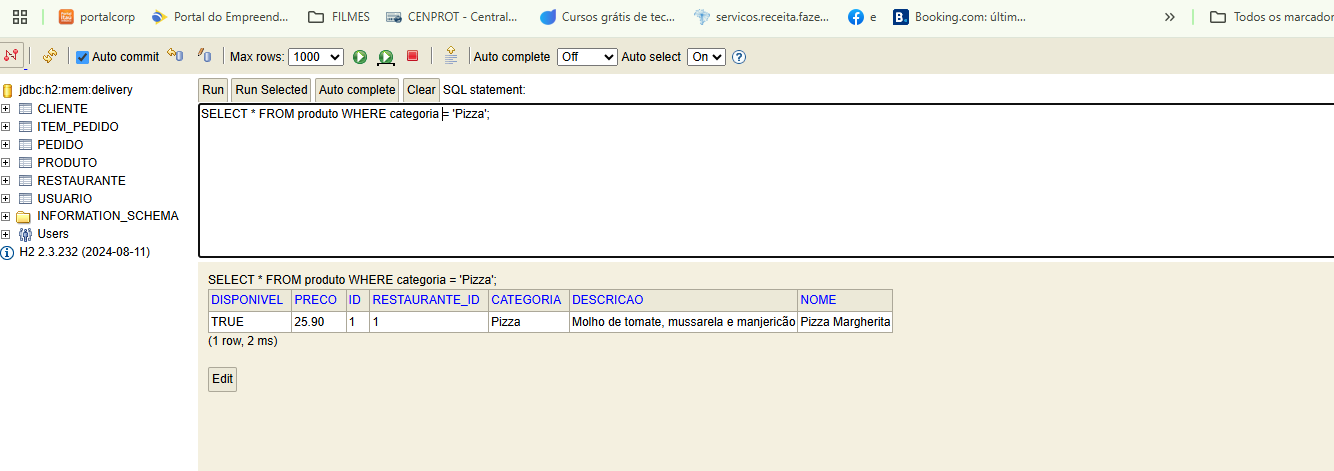 portalcorp Portal do Empreend... FILMES CENPROT - Central... Cursos grátis de tec... servicos.receita.faze... e Booking.com: últim... » Todos os marcador
Auto commit Max rows: 1000 Auto complete Off Auto select On
jdbc:h2:mem:delivery
CLIENTE
ITEM_PEDIDO
PEDIDO
PRODUTO
RESTAURANTE
USUARIO
INFORMATION_SCHEMA
Users
H2 2.3.232 (2024-08-11)
Run Run Selected Auto complete Clear SQL statement:
SELECT * FROM produto WHERE categoria = 'Pizza';
SELECT * FROM produto WHERE categoria = 'Pizza';
DISPONIVEL PRECO ID RESTAURANTE_ID CATEGORIA DESCRICAO NOME
TRUE 25.90 1 1 Pizza Molho de tomate, mussarela e manjericão Pizza Margherita
(1 row, 2 ms)
Edit